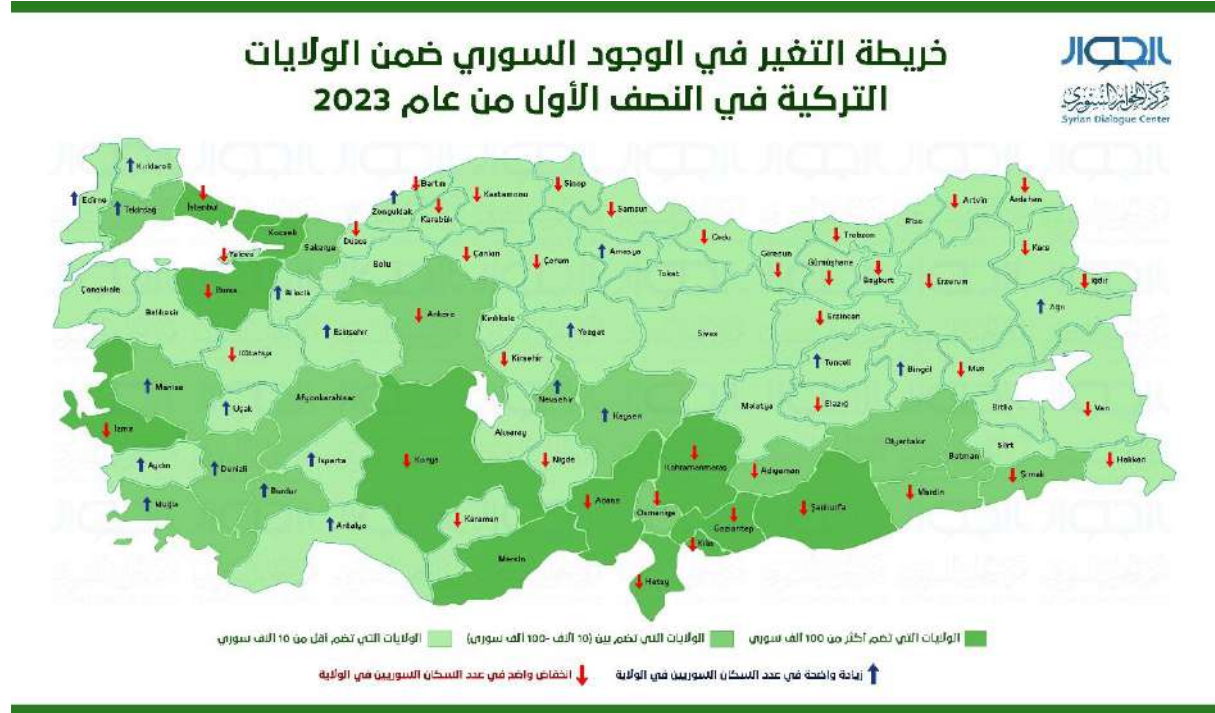 خريطة التغير في الوجود السوري ضمن الولايات
التركية في النصف الأول من عام 2023
الحوار
مركز الحوار السوري
Syrian Dialogue Center
Kırklareli
Edirne
Tekirdağ
İstanbul
Kocaeli
Yalova
Sakarya
Düzce
Zonguldak
Bartın
Karabük
Kastamonu
Sinop
Samsun
Ordu
Giresun
Gümüşhane
Trabzon
Bayburt
Rize
Artvin
Ardahan
Kars
Iğdır
Ağrı
Erzurum
Çanakkale
Balıkesir
Bursa
Bilecik
Bolu
Çankırı
Çorum
Amasya
Tokat
Kütahya
Eskişehir
Ankara
Kırıkkale
Yozgat
Sivas
Erzincan
Tunceli
Bingöl
Muş
Van
Bitlis
Manisa
Uşak
Afyonkarahisar
Kırşehir
Nevşehir
Kayseri
Malatya
Elazığ
İzmir
Aydın
Denizli
Isparta
Burdur
Konya
Aksaray
Niğde
Kahramanmaraş
Adıyaman
Diyarbakır
Batman
Siirt
Şırnak
Hakkari
Muğla
Antalya
Karaman
Mersin
Adana
Osmaniye
Gaziantep
Kilis
Hatay
Şanlıurfa
Mardin
الولايات التي تضم أكثر من 100 ألف سوري
الولايات التي تضم بين (10 آلاف -100 ألف سوري)
الولايات التي تضم أقل من 10 آلاف سوري
زيادة واضحة في عدد السكان السوريين في الولاية
انخفاض واضح في عدد السكان السوريين في الولاية